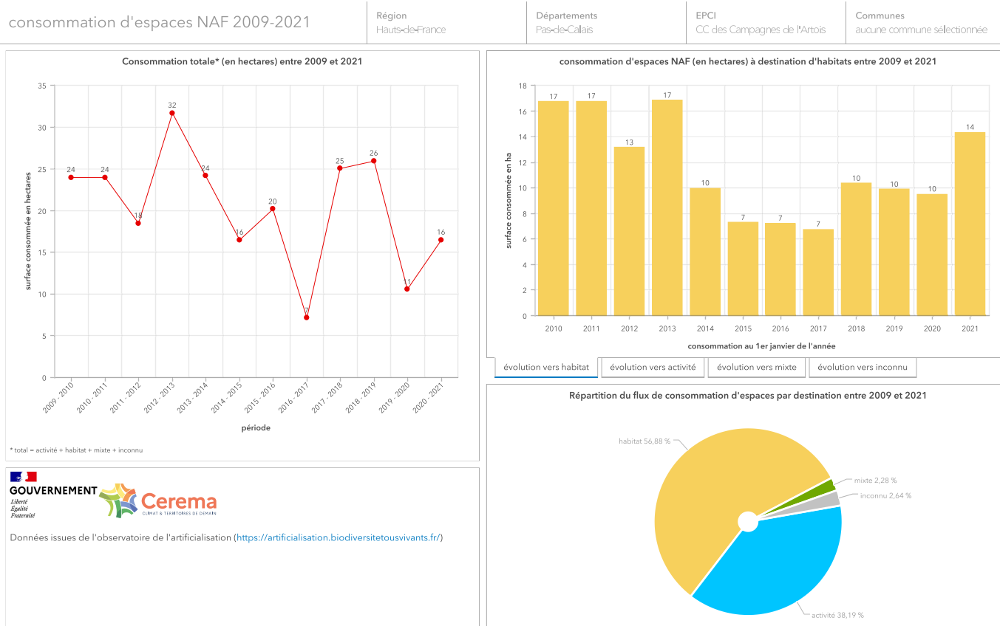 consommation d'espaces NAF 2009-2021
Région
Hauts-de-France
Départements
Pas-de-Calais
EPCI
CC des Campagnes de l'Artois
Communes
aucune commune sélectionnée
Consommation totale* (en hectares) entre 2009 et 2021
surface consommée en hectares
35
30
25
20
15
10
5
0
24
24
18
32
24
16
20
7
25
26
11
16
2009 - 2010
2010 - 2011
2011 - 2012
2012 - 2013
2013 - 2014
2014 - 2015
2015 - 2016
2016 - 2017
2017 - 2018
2018 - 2019
2019 - 2020
2020 - 2021
période
* total = activité + habitat + mixte + inconnu
consommation d'espaces NAF (en hectares) à destination d'habitats entre 2009 et 2021
surface consommée en ha
18
16
14
12
10
8
6
4
2
0
17
17
13
17
10
7
7
7
10
10
10
14
2010
2011
2012
2013
2014
2015
2016
2017
2018
2019
2020
2021
consommation au 1er janvier de l'année
évolution vers habitat
évolution vers activité
évolution vers mixte
évolution vers inconnu
Répartition du flux de consommation d'espaces par destination entre 2009 et 2021
habitat 56,88 %
mixte 2,28 %
inconnu 2,64 %
activité 38,19 %
GOUVERNEMENT
Liberté
Égalité
Fraternité
Cerema
CLIMAT & TERRITOIRES DE DEMAIN
Données issues de l'observatoire de l'artificialisation (https://artificialisation.biodiversitetousvivants.fr/)